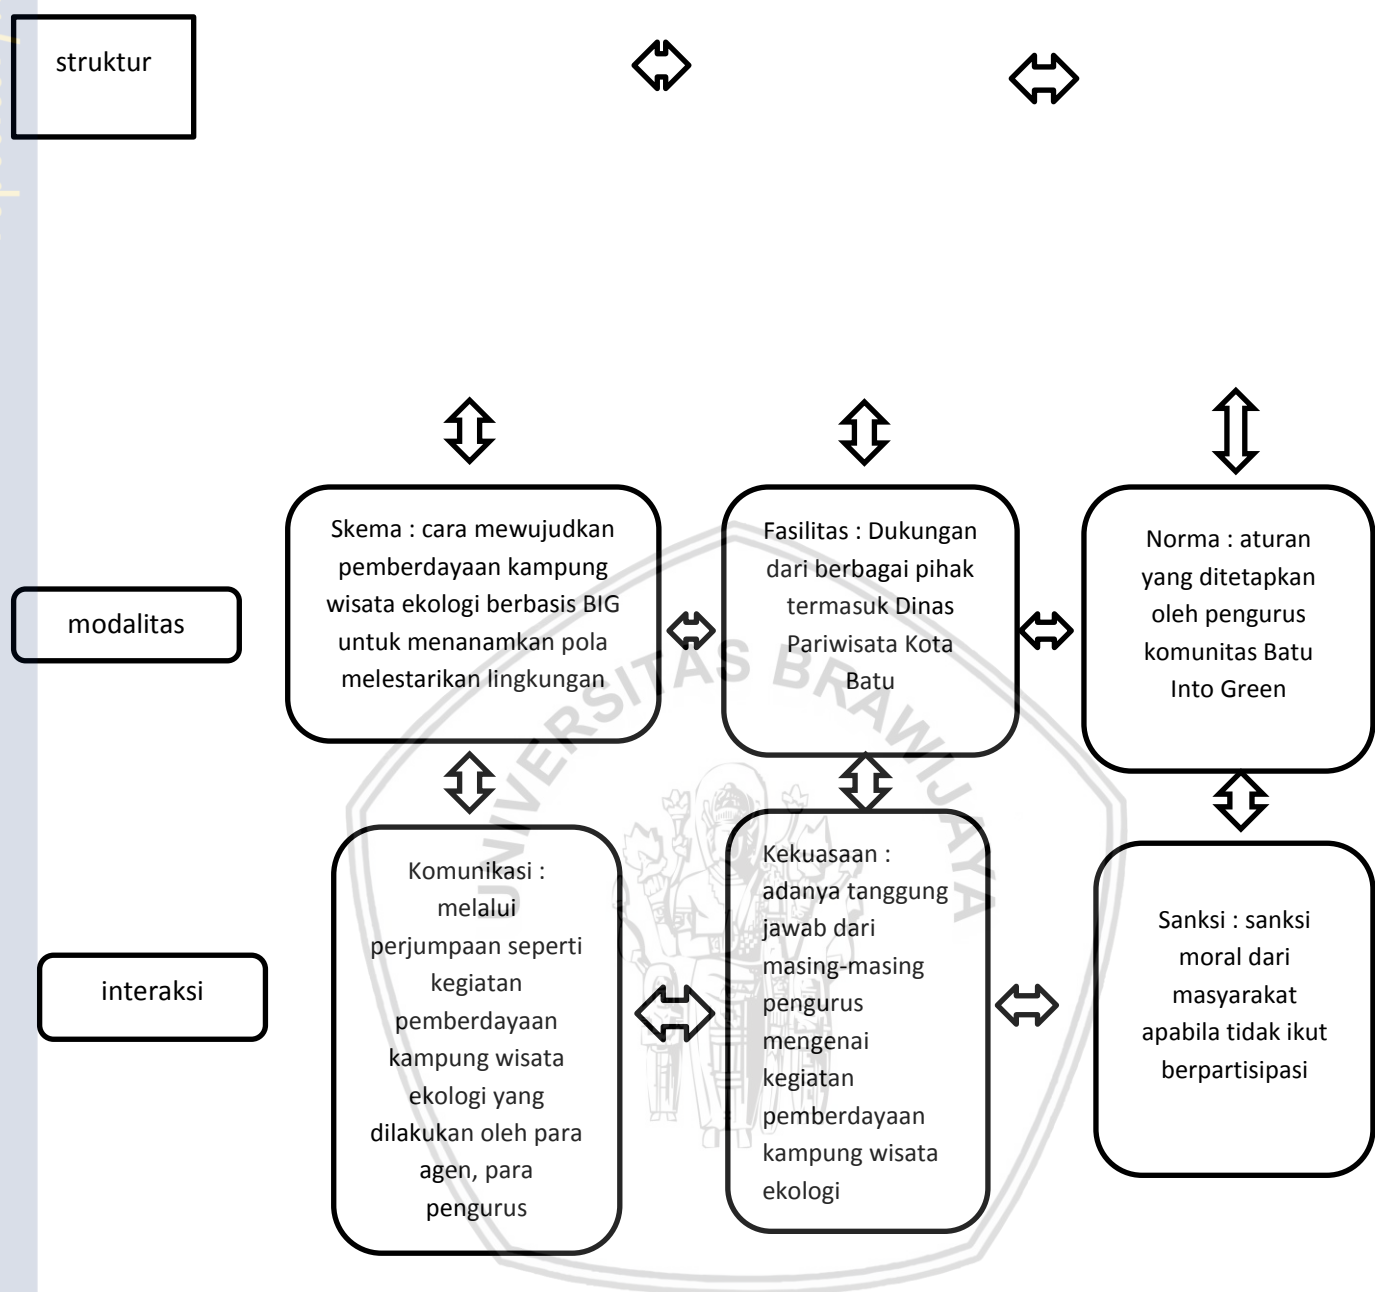 struktur
Skema : cara mewujudkan
pemberdayaan kampung
wisata ekologi berbasis BIG
untuk menanamkan pola
melestarikan lingkungan
Fasilitas : Dukungan
dari berbagai pihak
termasuk Dinas
Pariwisata Kota
Batu
Norma : aturan
yang ditetapkan
oleh pengurus
komunitas Batu
Into Green
modalitas
UNIVERSITAS BRAWIJAYA
Komunikasi :
melalui
perjumpaan seperti
kegiatan
pemberdayaan
kampung wisata
ekologi yang
dilakukan oleh para
agen, para
pengurus
Kekuasaan :
adanya tanggung
jawab dari
masing-masing
pengurus
mengenai
kegiatan
pemberdayaan
kampung wisata
ekologi
Sanksi : sanksi
moral dari
masyarakat
apabila tidak ikut
berpartisipasi
interaksi